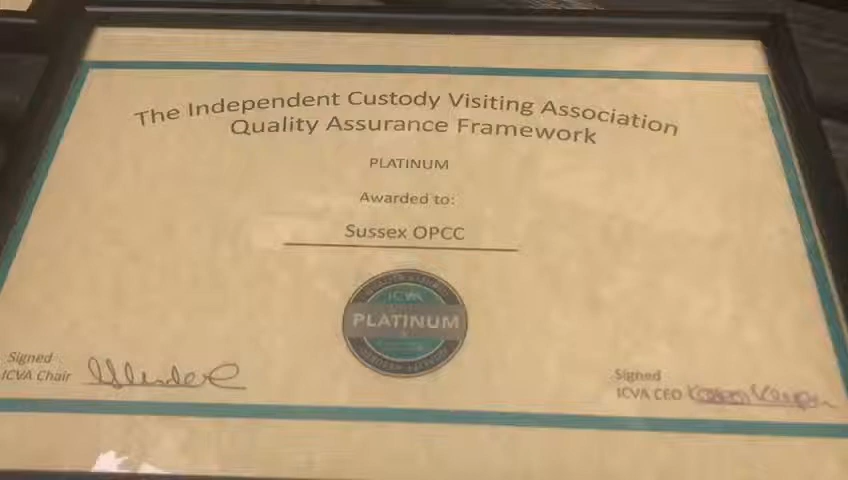 The Independent Custody Visiting Association
Quality Assurance Framework
PLATINUM
Awarded to:
Sussex OPCC
ICVA
PLATINUM
Signed
ICVA Chair
Signed
ICVA CEO